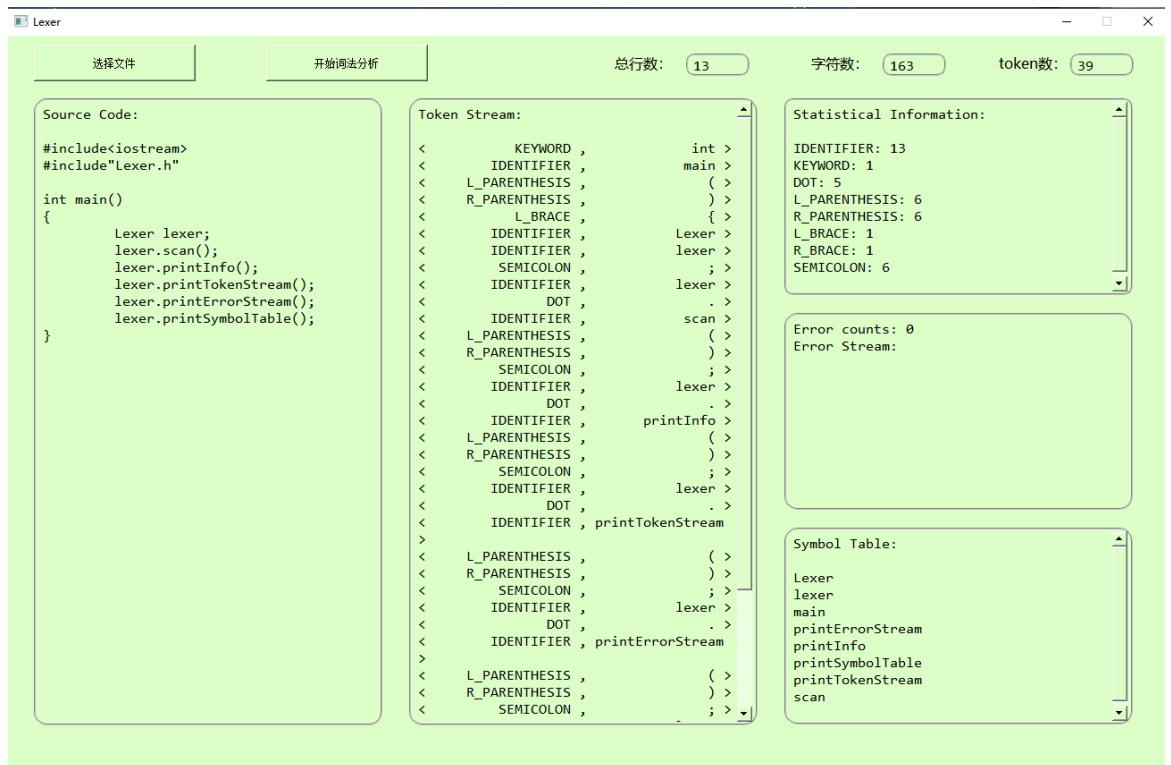 Lexer
选择文件
开始词法分析
总行数: 13
字符数: 163
token数: 39
Source Code:
#include<iostream>
#include"Lexer.h"
int main()
{
Lexer lexer;
lexer.scan();
lexer.printInfo();
lexer.printTokenStream();
lexer.printErrorStream();
lexer.printSymbolTable();
}
Token Stream:
< KEYWORD , int >
< IDENTIFIER , main >
< L_PARENTHESIS , ( >
< R_PARENTHESIS , ) >
< L_BRACE , { >
< IDENTIFIER , Lexer >
< IDENTIFIER , lexer >
< SEMICOLON , ; >
< IDENTIFIER , lexer >
< DOT , . >
< IDENTIFIER , scan >
< L_PARENTHESIS , ( >
< R_PARENTHESIS , ) >
< SEMICOLON , ; >
< IDENTIFIER , lexer >
< DOT , . >
< IDENTIFIER , printInfo >
< L_PARENTHESIS , ( >
< R_PARENTHESIS , ) >
< SEMICOLON , ; >
< IDENTIFIER , lexer >
< DOT , . >
< IDENTIFIER , printTokenStream
>
< L_PARENTHESIS , ( >
< R_PARENTHESIS , ) >
< SEMICOLON , ; >
< IDENTIFIER , lexer >
< DOT , . >
< IDENTIFIER , printErrorStream
>
< L_PARENTHESIS , ( >
< R_PARENTHESIS , ) >
< SEMICOLON , ; >
Statistical Information:
IDENTIFIER: 13
KEYWORD: 1
DOT: 5
L_PARENTHESIS: 6
R_PARENTHESIS: 6
L_BRACE: 1
R_BRACE: 1
SEMICOLON: 6
Error counts: 0
Error Stream:
Symbol Table:
Lexer
lexer
main
printErrorStream
printInfo
printSymbolTable
printTokenStream
scan